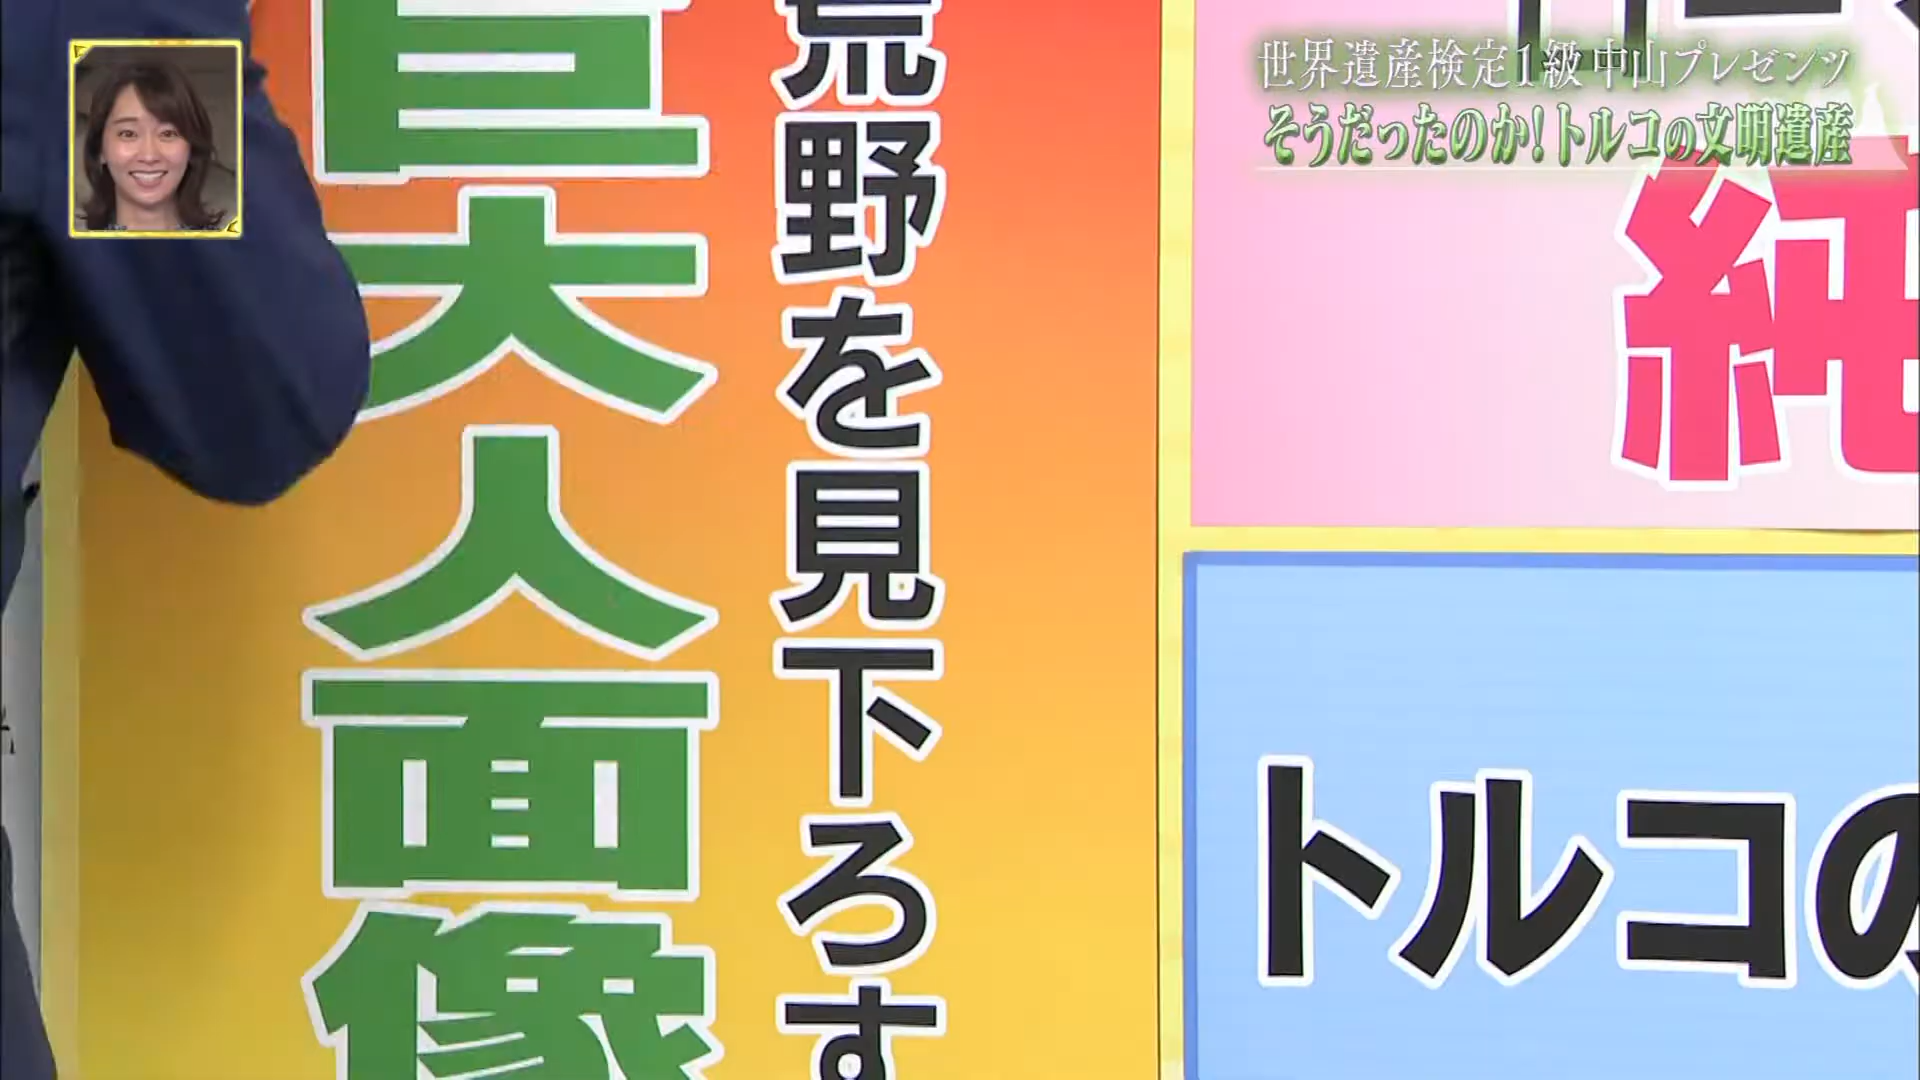 世界遺産検定1級 中山プレゼンツ
そうだったのか!トルコの文明遺産
荒野を見下ろす
巨大人面像
純
トルコの